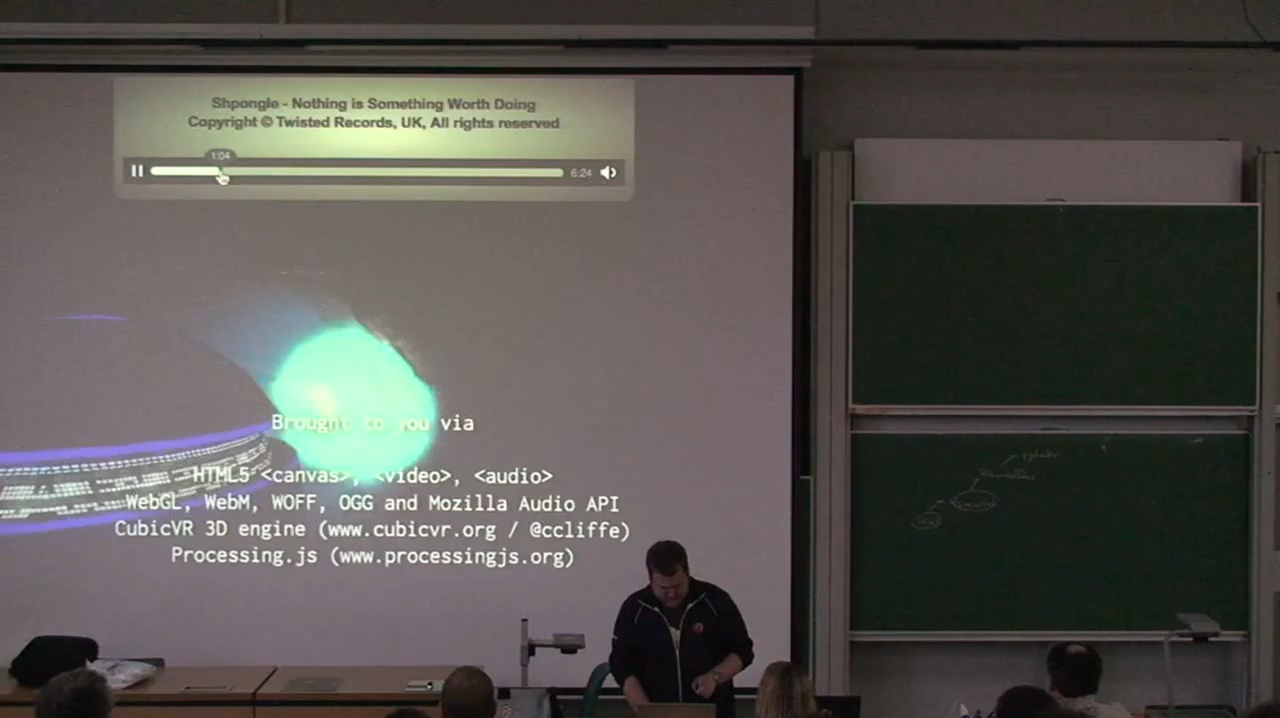 Shpongle - Nothing is Something Worth Doing
Copyright © Twisted Records, UK, All rights reserved
1:04
6:24
Brought to you via
HTML5 <canvas>, <video>, <audio>
WebGL, WebM, WOFF, OGG and Mozilla Audio API
CubicVR 3D engine (www.cubicvr.org / @ccliffe)
Processing.js (www.processingjs.org)